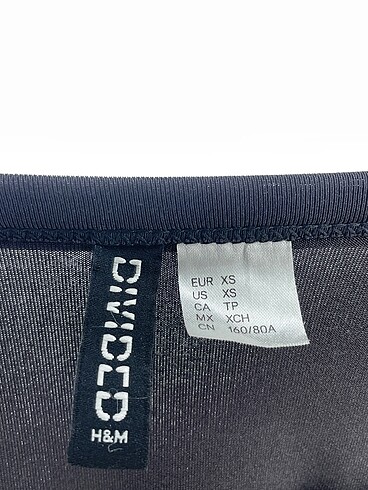 DIVIDED
H&M
EUR XS
US XS
CA TP
MX XCH
CN 160/80A